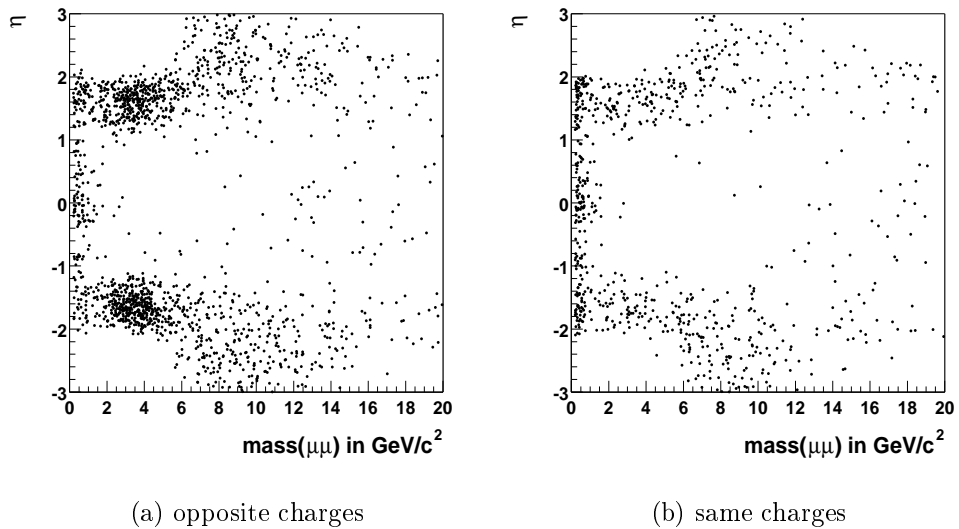 η
3
2
1
0
-1
-2
-3
0 2 4 6 8 10 12 14 16 18 20
mass(μμ) in GeV/c²
(a) opposite charges
η
3
2
1
0
-1
-2
-3
0 2 4 6 8 10 12 14 16 18 20
mass(μμ) in GeV/c²
(b) same charges